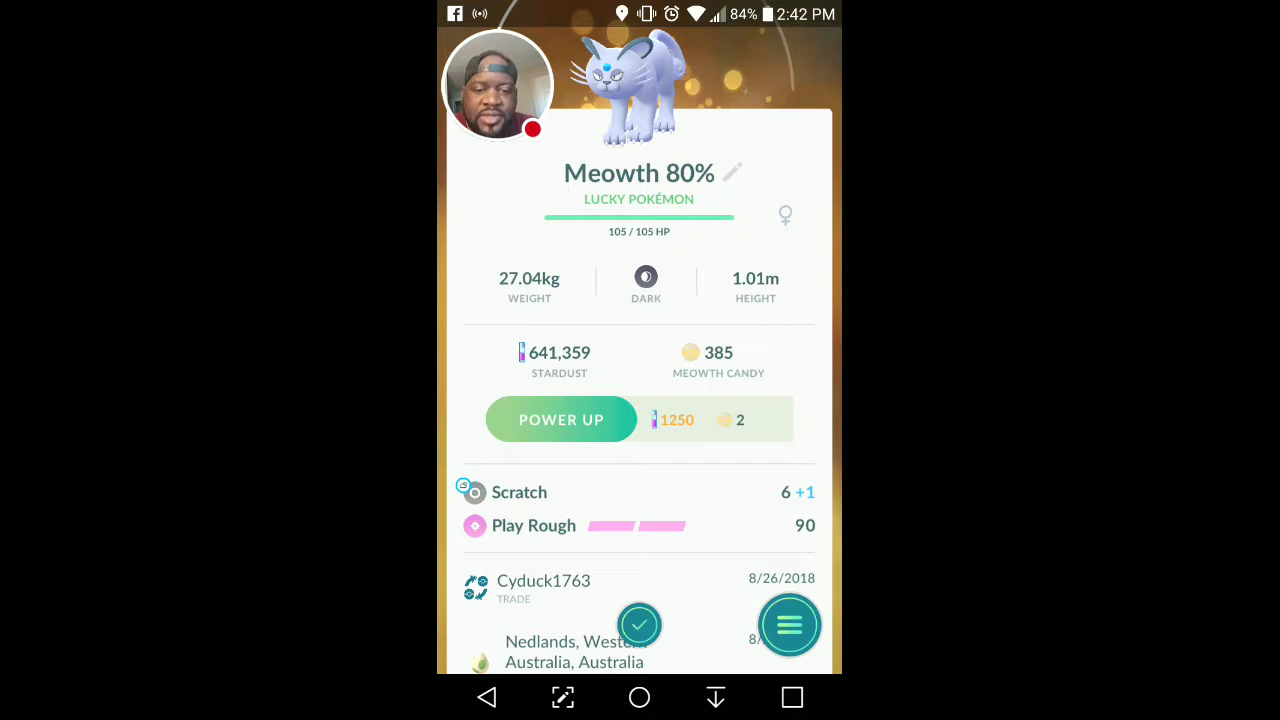 84% 2:42 PM
Meowth 80%
LUCKY POKÉMON
105 / 105 HP
27.04kg
WEIGHT
DARK
1.01m
HEIGHT
641,359
STARDUST
385
MEOWTH CANDY
POWER UP 1250 2
Scratch 6 +1
Play Rough 90
Cyduck1763 8/26/2018
TRADE
Nedlands, Western 8/
Australia, Australia